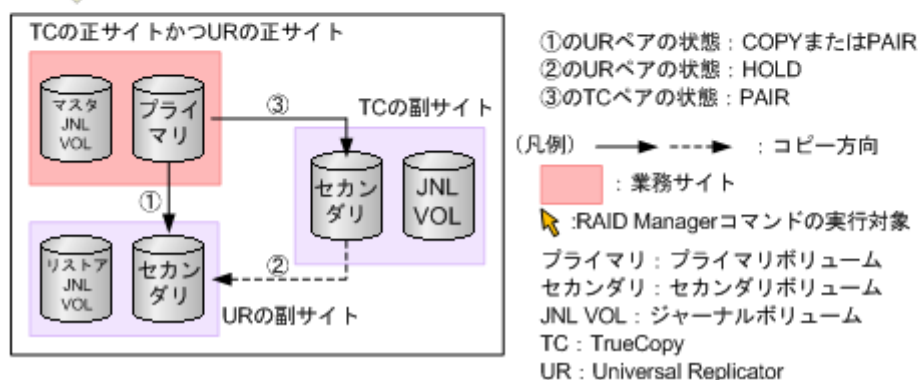 TCの正サイトかつURの正サイト
マスタ
JNL
VOL
プライ
マリ
③
TCの副サイト
セカン
ダリ
JNL
VOL
①
②
リストア
JNL
VOL
セカン
ダリ
URの副サイト
①のURペアの状態：COPYまたはPAIR
②のURペアの状態：HOLD
③のTCペアの状態：PAIR
(凡例)
：コピー方向
：業務サイト
:RAID Managerコマンドの実行対象
プライマリ：プライマリボリューム
セカンダリ：セカンダリボリューム
JNL VOL：ジャーナルボリューム
TC：TrueCopy
UR：Universal Replicator